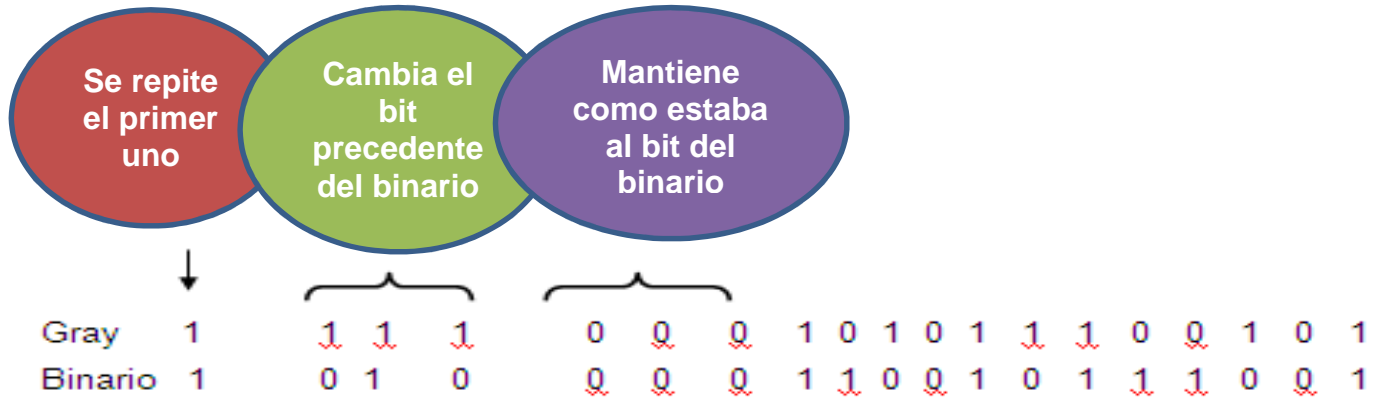 Se repite
el primer
uno
Cambia el
bit
precedente
del binario
Mantiene
como estaba
al bit del
binario
Gray 1 1 1 1 0 0 0 1 0 1 0 1 1 1 0 0 1 0 1
Binario 1 0 1 0 0 0 0 1 1 0 0 1 0 1 1 1 0 0 1